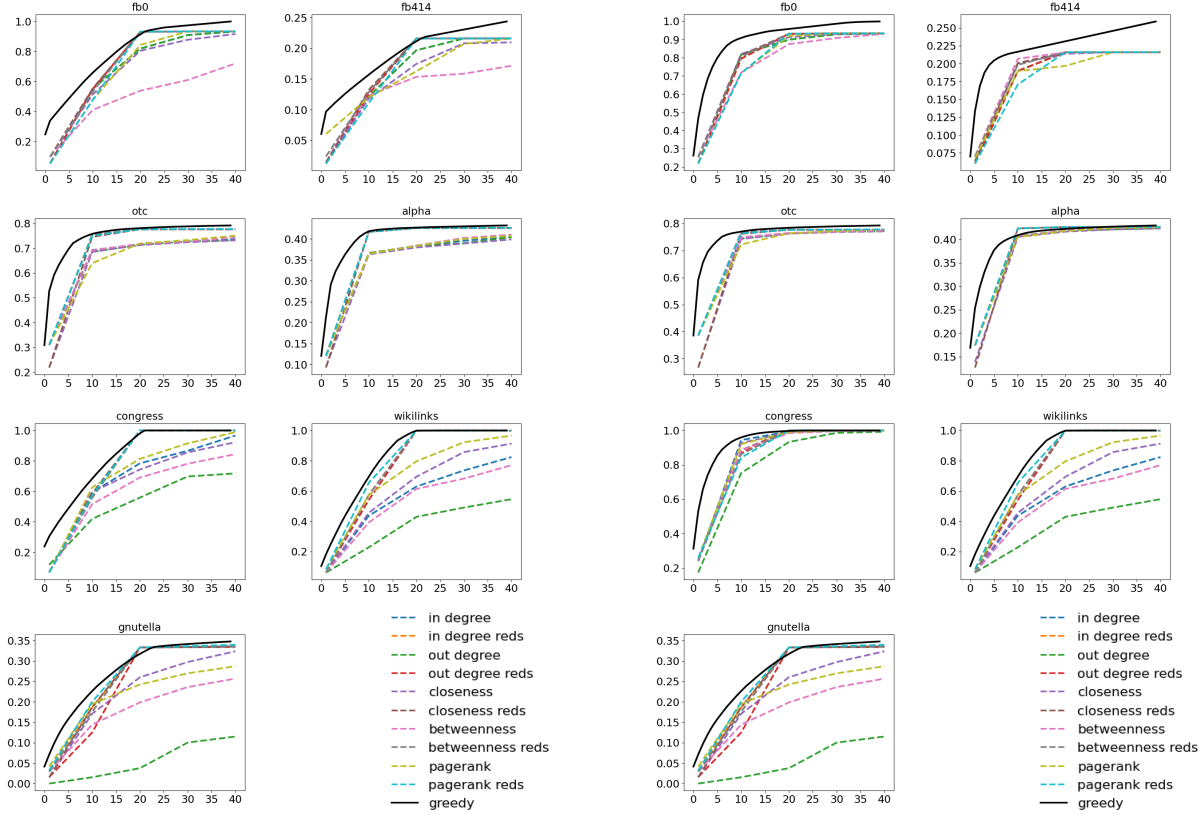 fb0
1.0
0.8
0.6
0.4
0.2
0 5 10 15 20 25 30 35 40
fb414
0.25
0.20
0.15
0.10
0.05
0 5 10 15 20 25 30 35 40
fb0
1.0
0.9
0.8
0.7
0.6
0.5
0.4
0.3
0.2
0 5 10 15 20 25 30 35 40
fb414
0.250
0.225
0.200
0.175
0.150
0.125
0.100
0.075
0 5 10 15 20 25 30 35 40
otc
0.8
0.7
0.6
0.5
0.4
0.3
0.2
0 5 10 15 20 25 30 35 40
alpha
0.40
0.35
0.30
0.25
0.20
0.15
0.10
0 5 10 15 20 25 30 35 40
otc
0.8
0.7
0.6
0.5
0.4
0.3
0 5 10 15 20 25 30 35 40
alpha
0.40
0.35
0.30
0.25
0.20
0.15
0 5 10 15 20 25 30 35 40
congress
1.0
0.8
0.6
0.4
0.2
0 5 10 15 20 25 30 35 40
wikilinks
1.0
0.8
0.6
0.4
0.2
0 5 10 15 20 25 30 35 40
congress
1.0
0.8
0.6
0.4
0.2
0 5 10 15 20 25 30 35 40
wikilinks
1.0
0.8
0.6
0.4
0.2
0 5 10 15 20 25 30 35 40
gnutella
0.35
0.30
0.25
0.20
0.15
0.10
0.05
0.00
0 5 10 15 20 25 30 35 40
in degree
in degree reds
out degree
out degree reds
closeness
closeness reds
betweenness
betweenness reds
pagerank
pagerank reds
greedy
gnutella
0.35
0.30
0.25
0.20
0.15
0.10
0.05
0.00
0 5 10 15 20 25 30 35 40
in degree
in degree reds
out degree
out degree reds
closeness
closeness reds
betweenness
betweenness reds
pagerank
pagerank reds
greedy